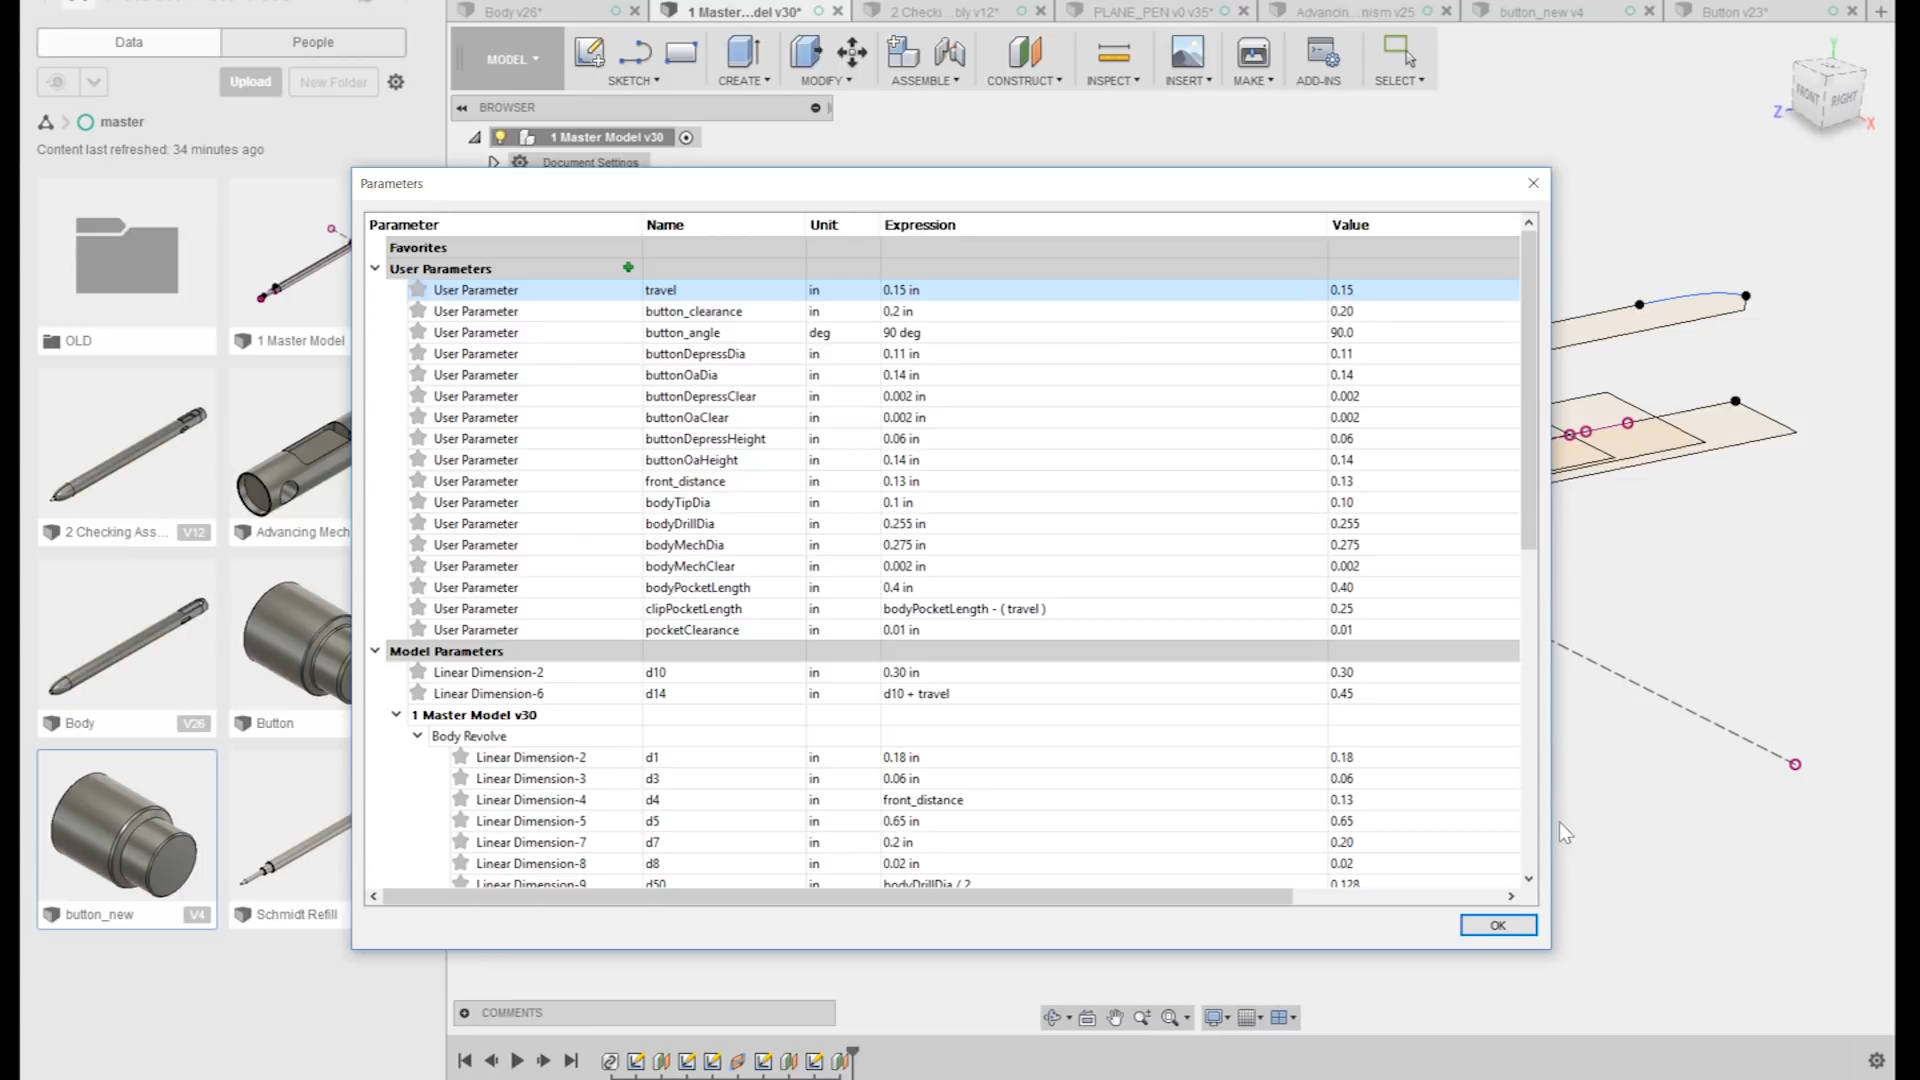 Body v26*
1 Master...del v30*
2 Checki...bly v12*
PLANE_PEN v0 v35*
Advancin...nism v25
button_new v4
Button v23*
Data
People
MODEL
SKETCH
CREATE
MODIFY
ASSEMBLE
CONSTRUCT
INSPECT
INSERT
MAKE
ADD-INS
SELECT
Upload
New Folder
BROWSER
master
1 Master Model v30
Content last refreshed: 34 minutes ago
Document Settings
Y
FRONT
RIGHT
Z
X
Parameters
Parameter Name Unit Expression Value
Favorites
User Parameters
User Parameter travel in 0.15 in 0.15
User Parameter button_clearance in 0.2 in 0.20
User Parameter button_angle deg 90 deg 90.0
User Parameter buttonDepressDia in 0.11 in 0.11
User Parameter buttonOaDia in 0.14 in 0.14
User Parameter buttonDepressClear in 0.002 in 0.002
User Parameter buttonOaClear in 0.002 in 0.002
User Parameter buttonDepressHeight in 0.06 in 0.06
User Parameter buttonOaHeight in 0.14 in 0.14
User Parameter front_distance in 0.13 in 0.13
User Parameter bodyTipDia in 0.1 in 0.10
User Parameter bodyDrillDia in 0.255 in 0.255
User Parameter bodyMechDia in 0.275 in 0.275
User Parameter bodyMechClear in 0.002 in 0.002
User Parameter bodyPocketLength in 0.4 in 0.40
User Parameter clipPocketLength in bodyPocketLength - ( travel ) 0.25
User Parameter pocketClearance in 0.01 in 0.01
Model Parameters
Linear Dimension-2 d10 in 0.30 in 0.30
Linear Dimension-6 d14 in d10 + travel 0.45
1 Master Model v30
Body Revolve
Linear Dimension-2 d1 in 0.18 in 0.18
Linear Dimension-3 d3 in 0.06 in 0.06
Linear Dimension-4 d4 in front_distance 0.13
Linear Dimension-5 d5 in 0.65 in 0.65
Linear Dimension-7 d7 in 0.2 in 0.20
Linear Dimension-8 d8 in 0.02 in 0.02
Linear Dimension-9 d50 in bodyDrillDia / 2 0.128
OK
OLD
1 Master Model
2 Checking Ass... V12
Advancing Mech
Body V26
Button
button_new V4
Schmidt Refill
COMMENTS